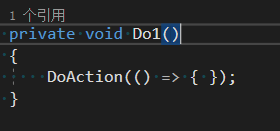 1 个引用
private void Do1()
{
DoAction(() => { });
}